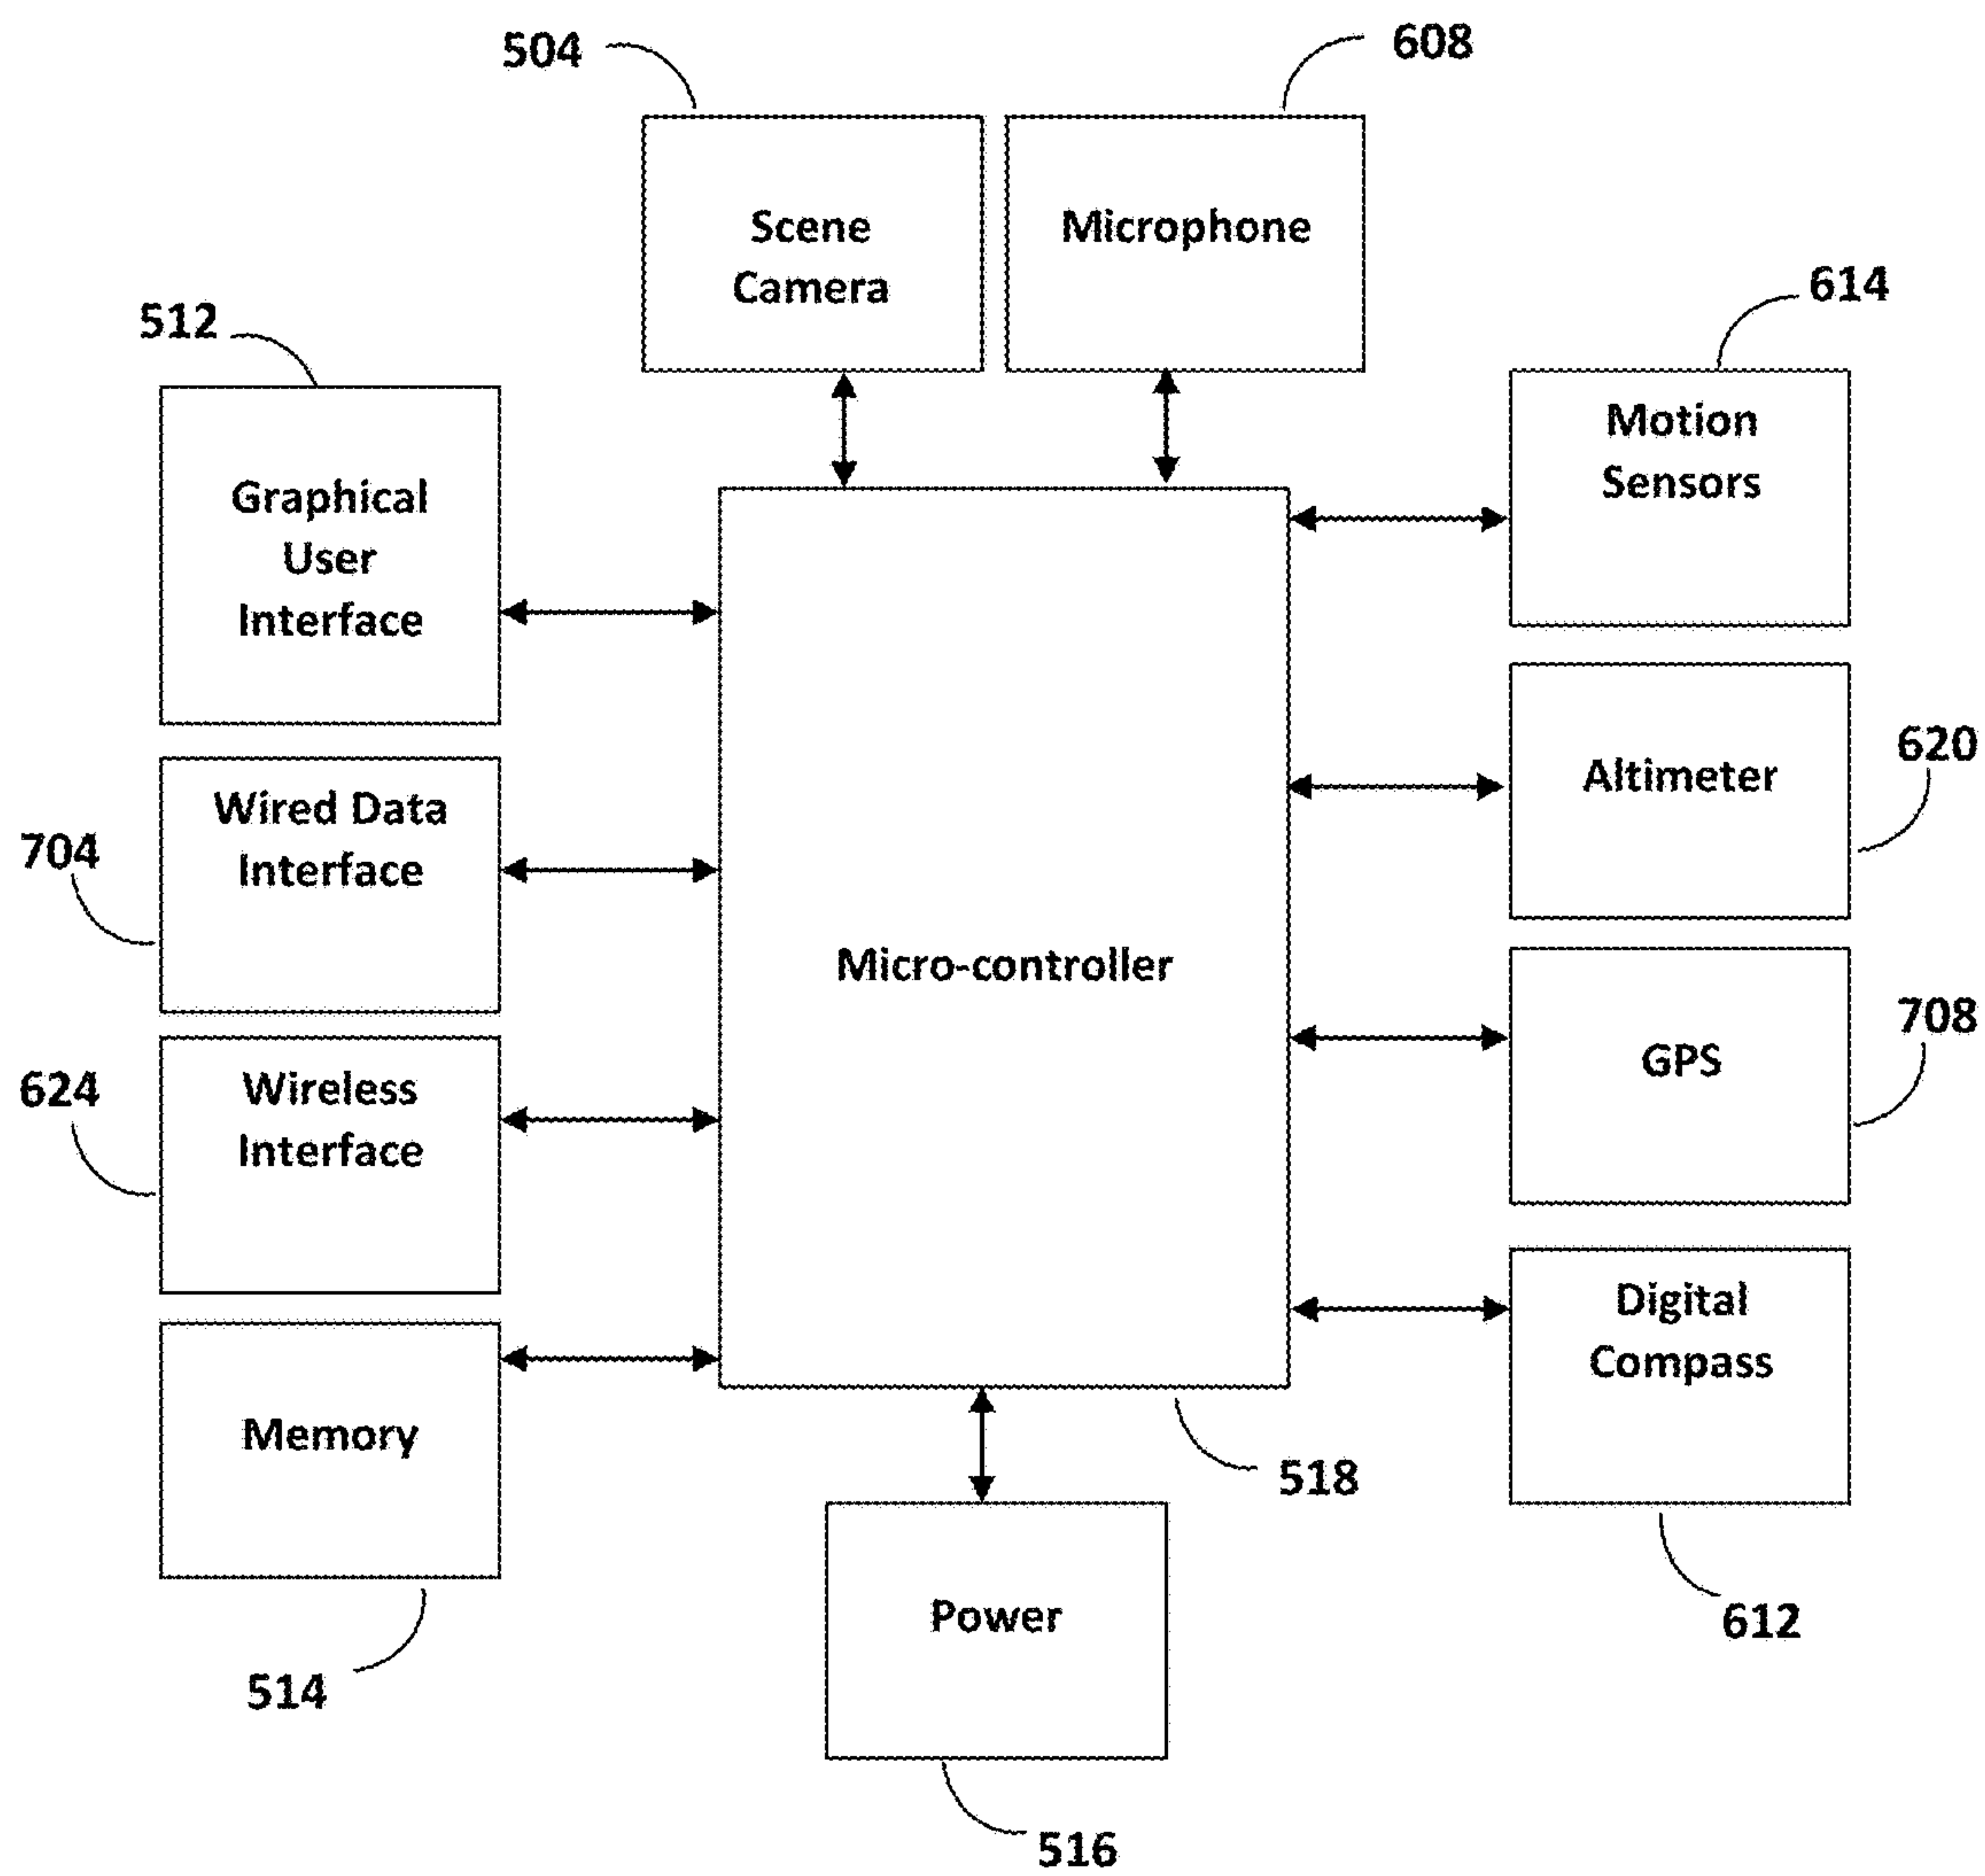 504
608
Scene
Camera
Microphone
614
512
Motion
Sensors
Graphical
User
Interface
620
Altimeter
Wired Data
Interface
704
Micro-controller
708
GPS
624
Wireless
Interface
Digital
Compass
Memory
518
Power
612
514
516